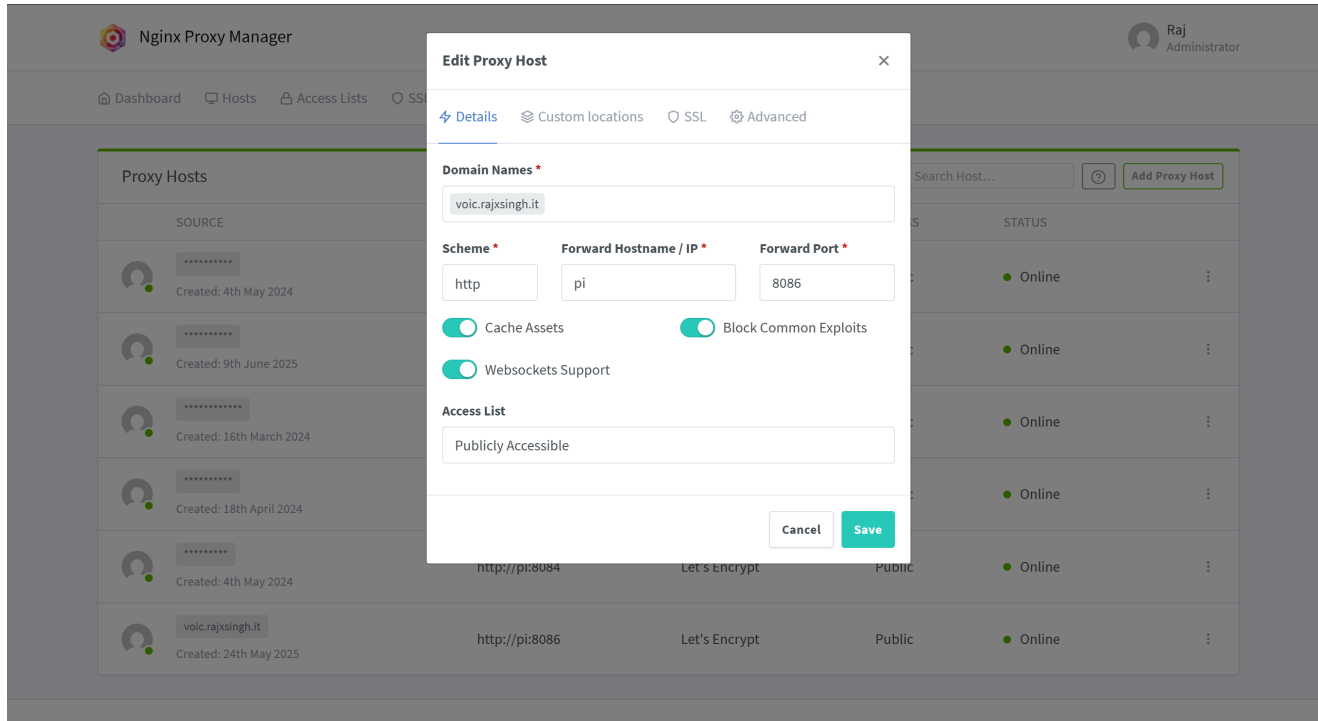 Nginx Proxy Manager
Raj
Administrator
Dashboard Hosts Access Lists SSL
Edit Proxy Host
Details Custom locations SSL Advanced
Domain Names *
voic.rajxsingh.it
Scheme * Forward Hostname / IP * Forward Port *
http pi 8086
Cache Assets Block Common Exploits
Websockets Support
Access List
Publicly Accessible
Cancel Save
Proxy Hosts Search Host... Add Proxy Host
SOURCE STATUS
********** Online
Created: 4th May 2024
********** Online
Created: 9th June 2025
************ Online
Created: 16th March 2024
********** Online
Created: 18th April 2024
********* http://pi:8084 Let's Encrypt Public Online
Created: 4th May 2024
voic.rajxsingh.it http://pi:8086 Let's Encrypt Public Online
Created: 24th May 2025